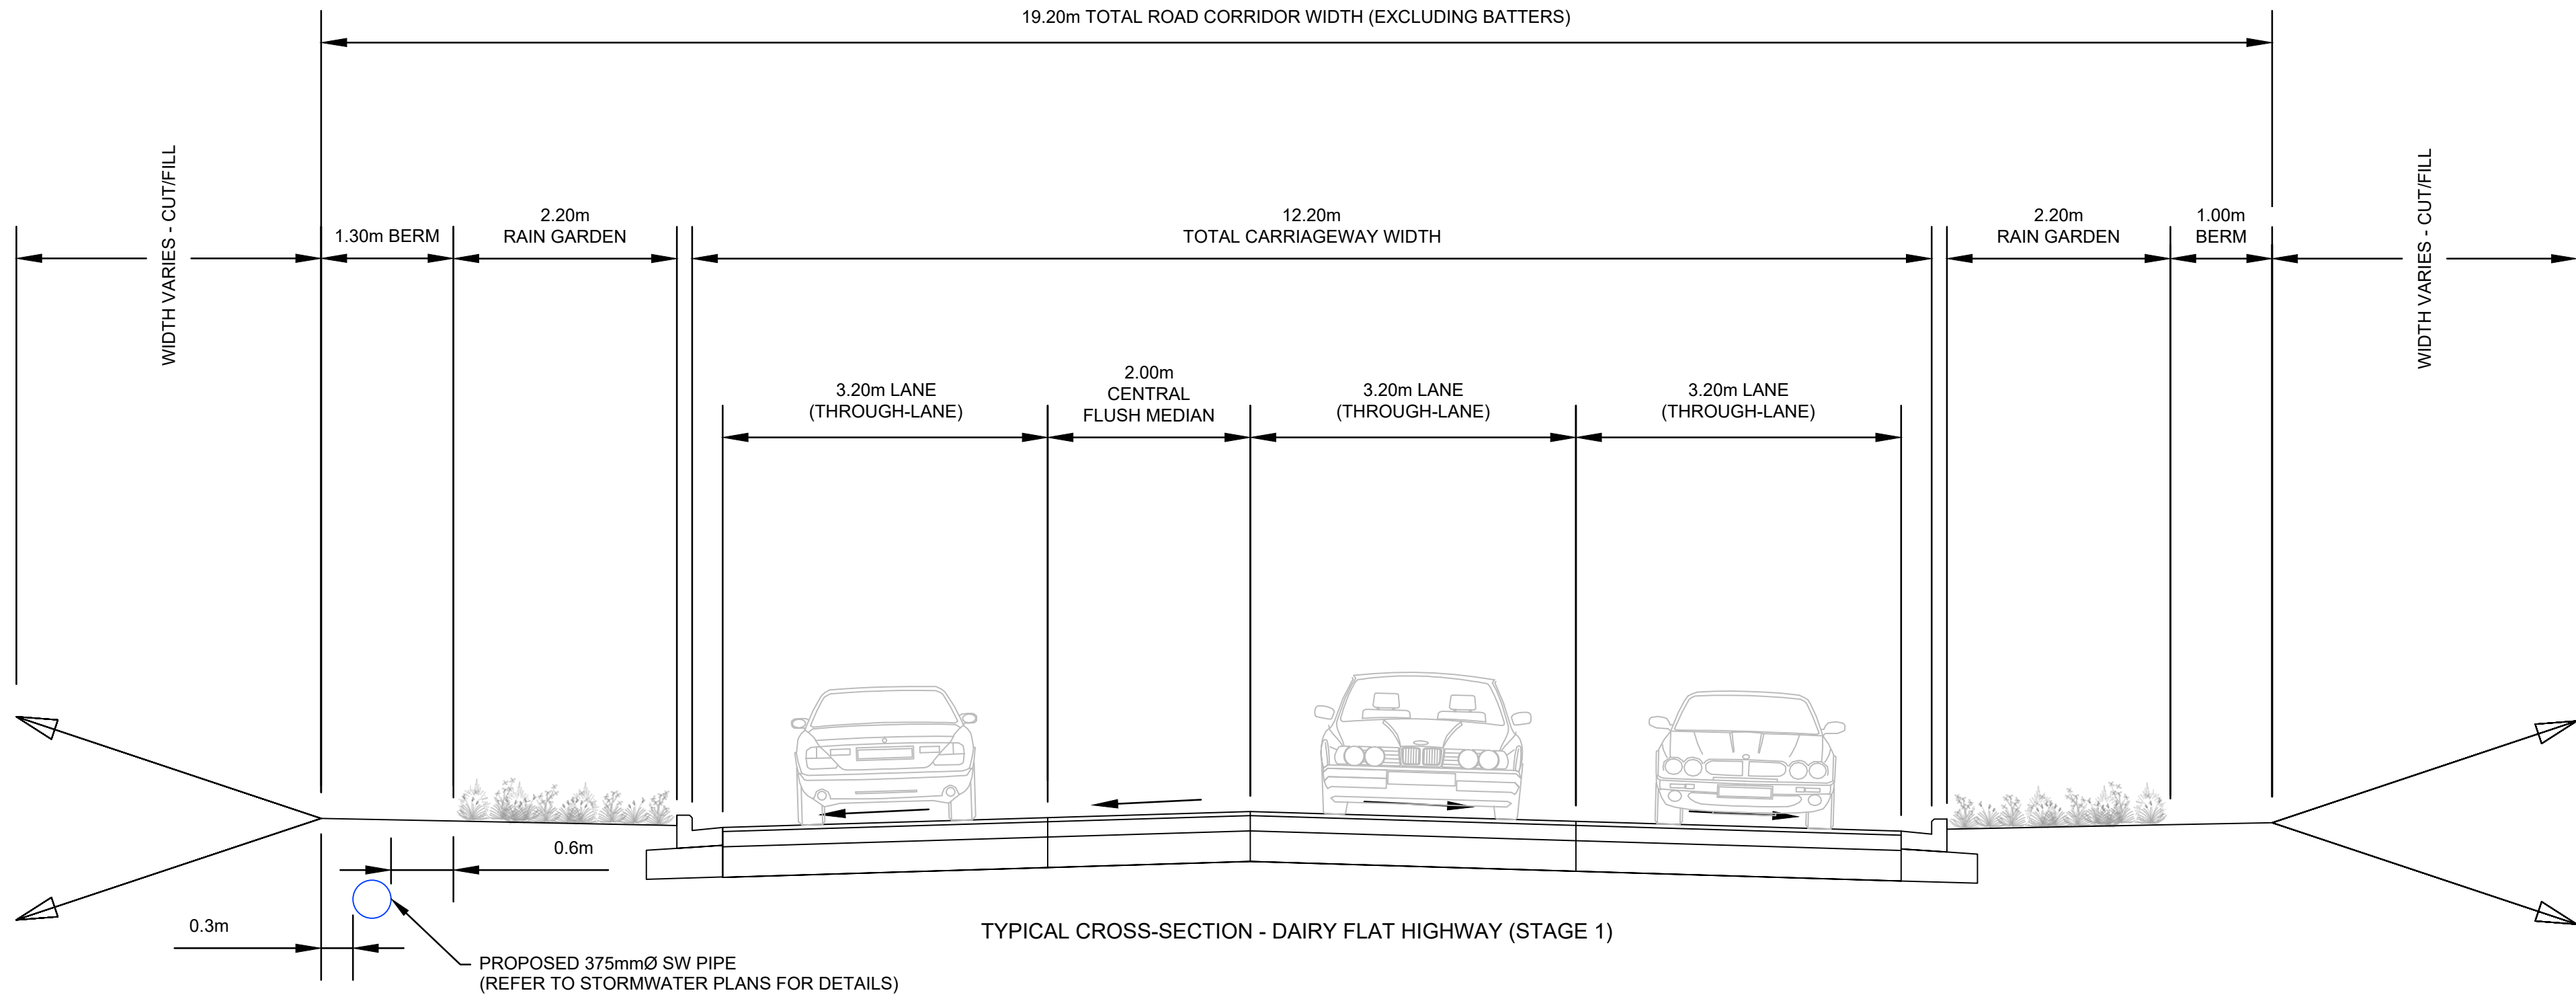 19.20m TOTAL ROAD CORRIDOR WIDTH (EXCLUDING BATTERS)
WIDTH VARIES - CUT/FILL
1.30m BERM
2.20m
RAIN GARDEN
12.20m
TOTAL CARRIAGEWAY WIDTH
2.20m
RAIN GARDEN
1.00m
BERM
WIDTH VARIES - CUT/FILL
3.20m LANE
(THROUGH-LANE)
2.00m
CENTRAL
FLUSH MEDIAN
3.20m LANE
(THROUGH-LANE)
3.20m LANE
(THROUGH-LANE)
0.6m
0.3m
PROPOSED 375mmØ SW PIPE
(REFER TO STORMWATER PLANS FOR DETAILS)
TYPICAL CROSS-SECTION - DAIRY FLAT HIGHWAY (STAGE 1)